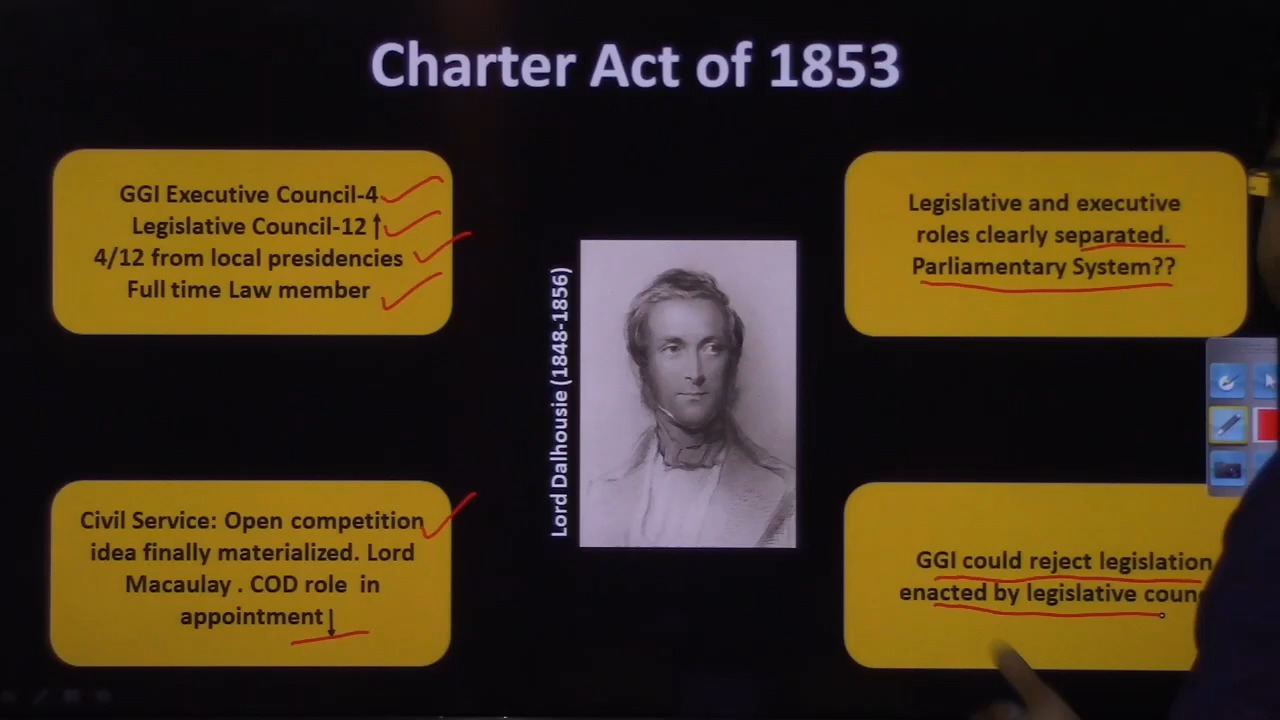 Charter Act of 1853
GGI Executive Council-4
Legislative Council-12↑
4/12 from local presidencies
Full time Law member
Legislative and executive
roles clearly separated.
Parliamentary System??
Lord Dalhousie (1848-1856)
Civil Service: Open competition
idea finally materialized. Lord
Macaulay . COD role in
appointment↓
GGI could reject legislation
enacted by legislative